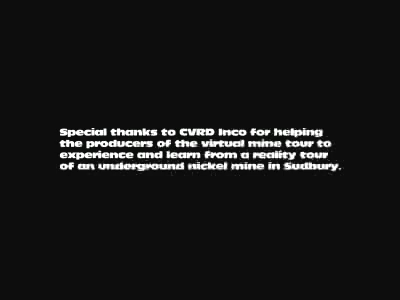 Special thanks to CVRD Inco for helping
the producers of the virtual mine tour to
experience and learn from a reality tour
of an underground nickel mine in Sudbury.